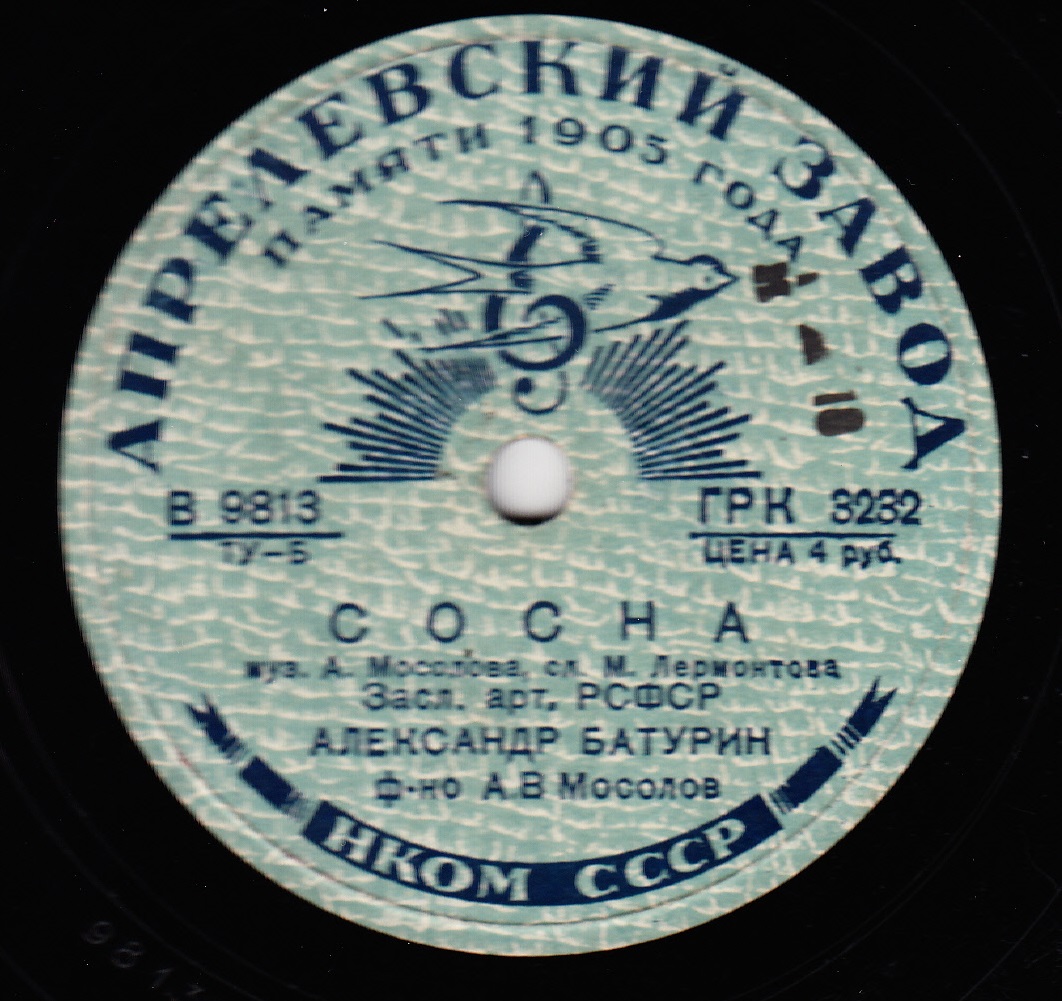 АПРЕЛЕВСКИЙ ЗАВОД
ПАМЯТИ 1905 ГОДА
В 9813
ТУ-Б
ГРК 3232
ЦЕНА 4 руб.
СОСНА
муз. А. Мосолова, сл. М. Лермонтова
Засл. арт. РСФСР
АЛЕКСАНДР БАТУРИН
ф-но А.В Мосолов
НКОМ СССР